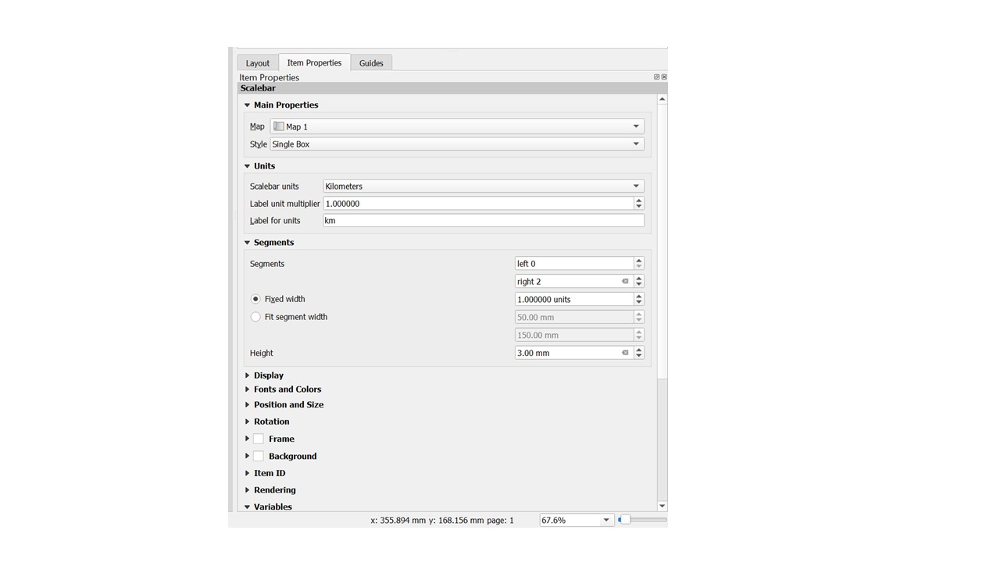 Layout Item Properties Guides
Item Properties
Scalebar
Main Properties
Map Map 1
Style Single Box
Units
Scalebar units Kilometers
Label unit multiplier 1.000000
Label for units km
Segments
Segments left 0
right 2
Fixed width 1.000000 units
Fit segment width 50.00 mm
150.00 mm
Height 3.00 mm
Display
Fonts and Colors
Position and Size
Rotation
Frame
Background
Item ID
Rendering
Variables
x: 355.894 mm y: 168.156 mm page: 1 67.6%